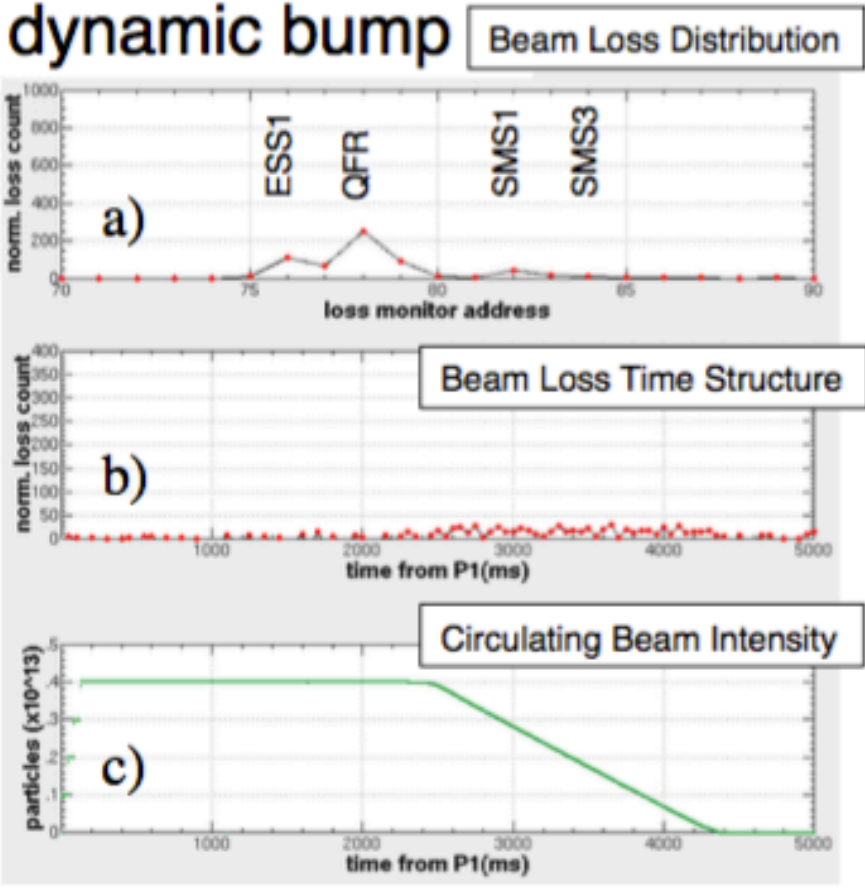 dynamic bump
Beam Loss Distribution
norm. loss count
1000
800
600
400
200
0
a)
ESS1
QFR
SMS1
SMS3
70
75
80
85
90
loss monitor address
Beam Loss Time Structure
norm. loss count
400
350
300
250
200
150
100
50
0
b)
1000
2000
3000
4000
5000
time from P1(ms)
Circulating Beam Intensity
particles (x10^13)
.5
.4
.3
.2
.1
0
c)
1000
2000
3000
4000
5000
time from P1(ms)